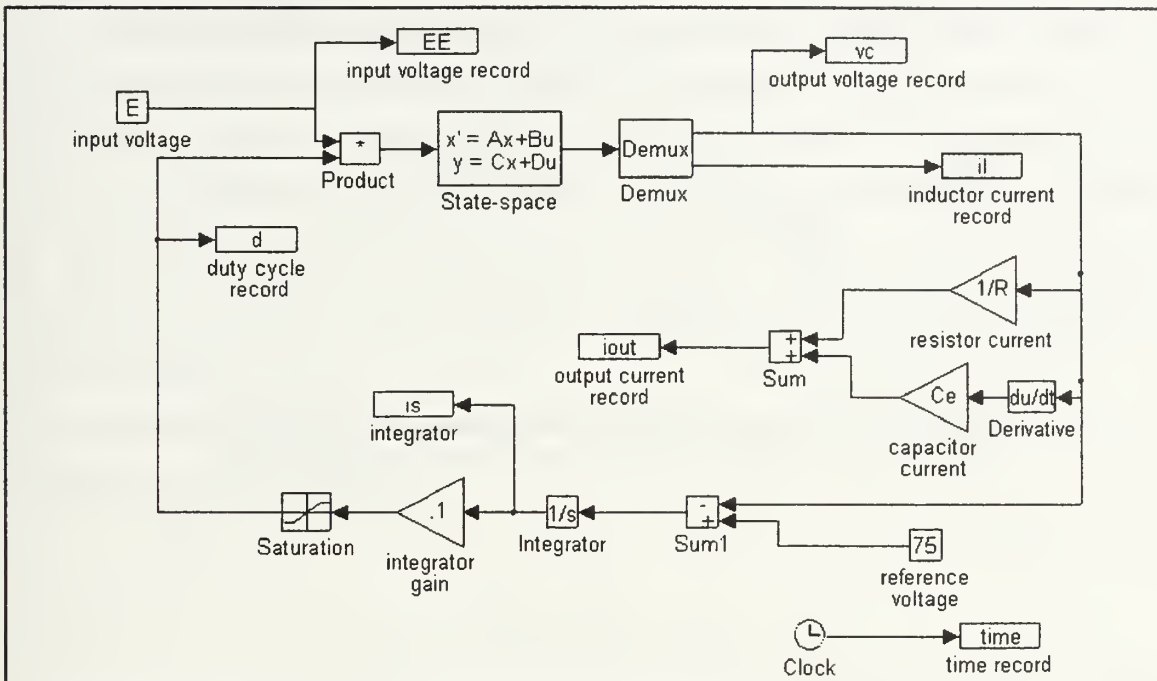 EE
input voltage record
E
input voltage
*
Product
x' = Ax+Bu
y = Cx+Du
State-space
Demux
Demux
vc
output voltage record
il
inductor current
record
d
duty cycle
record
1/R
resistor current
iout
output current
record
+
+
Sum
Ce
capacitor
current
du/dt
Derivative
is
integrator
Saturation
.1
integrator
gain
1/s
Integrator
-
+
Sum1
75
reference
voltage
Clock
time
time record